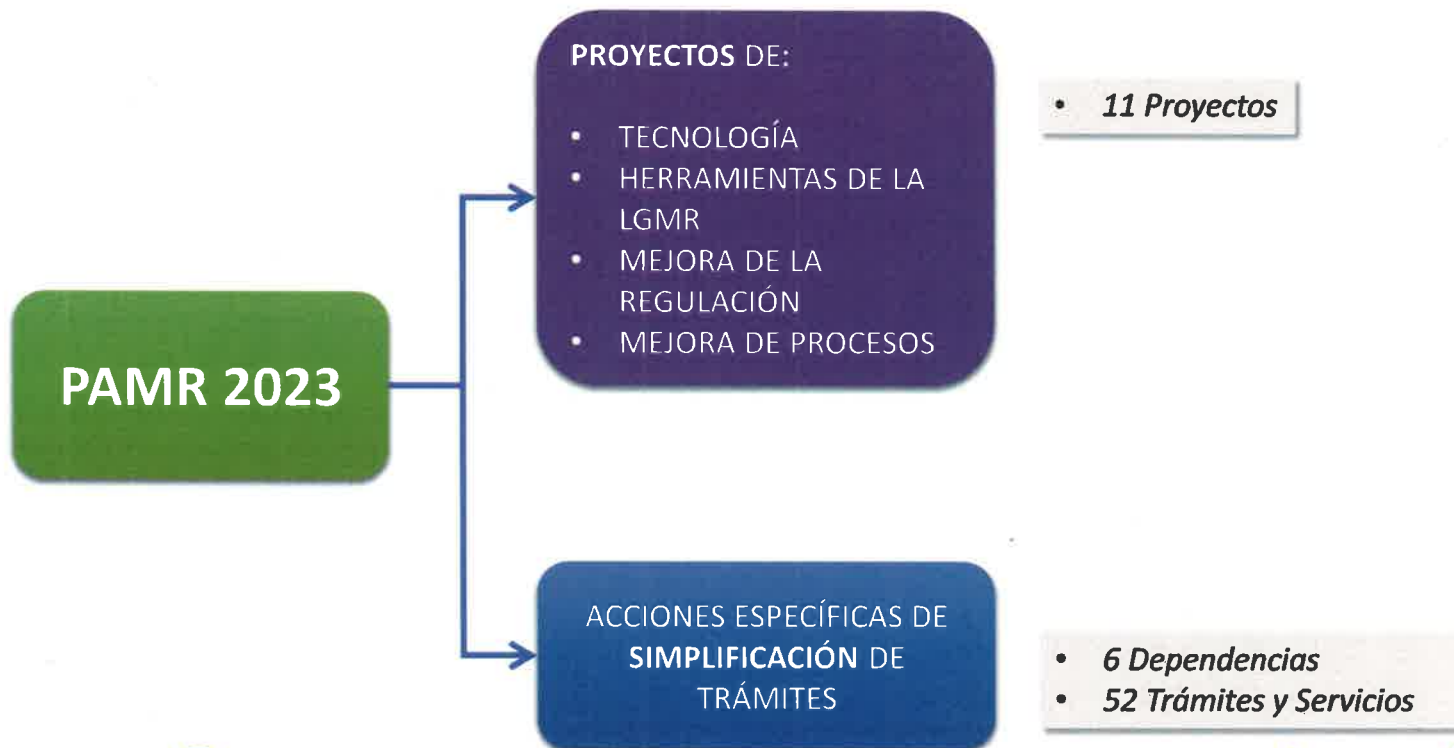 PROYECTOS DE:
• TECNOLOGÍA
• HERRAMIENTAS DE LA
LGMR
• MEJORA DE LA
REGULACIÓN
• MEJORA DE PROCESOS
• 11 Proyectos
PAMR 2023
ACCIONES ESPECÍFICAS DE
SIMPLIFICACIÓN DE
TRÁMITES
• 6 Dependencias
• 52 Trámites y Servicios